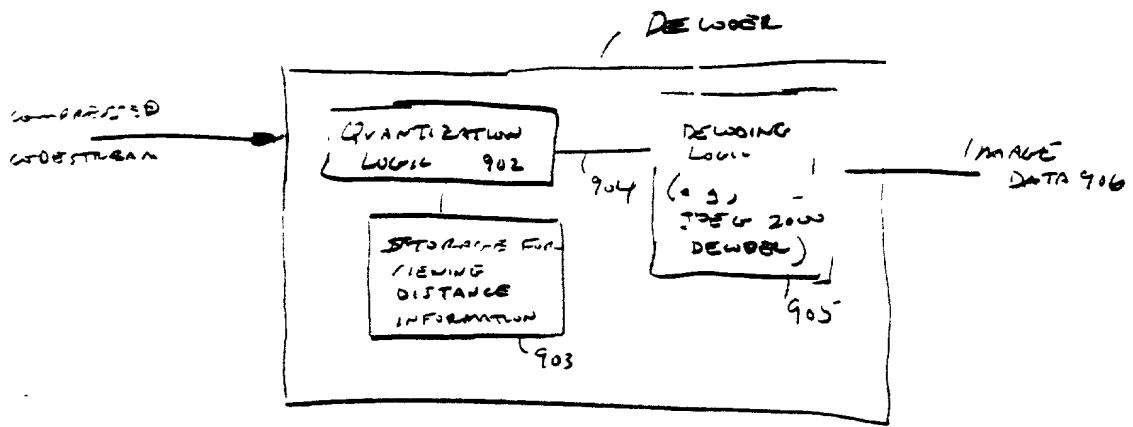 DECODER
COMPRESSED
CODESTREAM
QUANTIZATION
LOGIC 902
904
STORAGE FOR
VIEWING
DISTANCE
INFORMATION
903
DECODING
LOGIC
(e.g.,
JPEG 2000
DECODER)
905
IMAGE
DATA 906